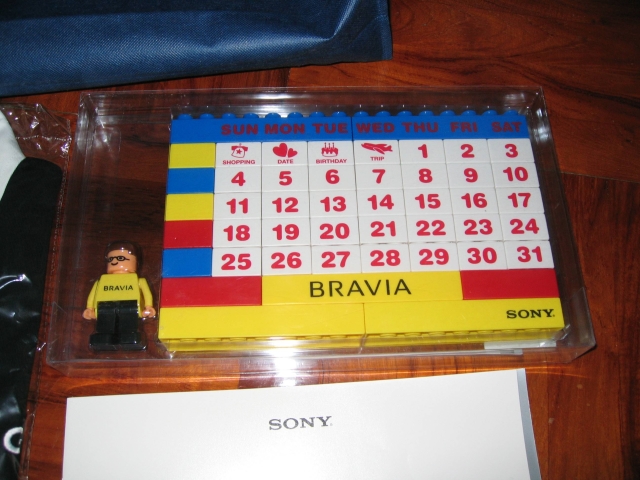 SUN MON TUE WED THU FRI SAT
SHOPPING DATE BIRTHDAY TRIP 1 2 3
4 5 6 7 8 9 10
11 12 13 14 15 16 17
18 19 20 21 22 23 24
25 26 27 28 29 30 31
BRAVIA
BRAVIA
SONY
SONY